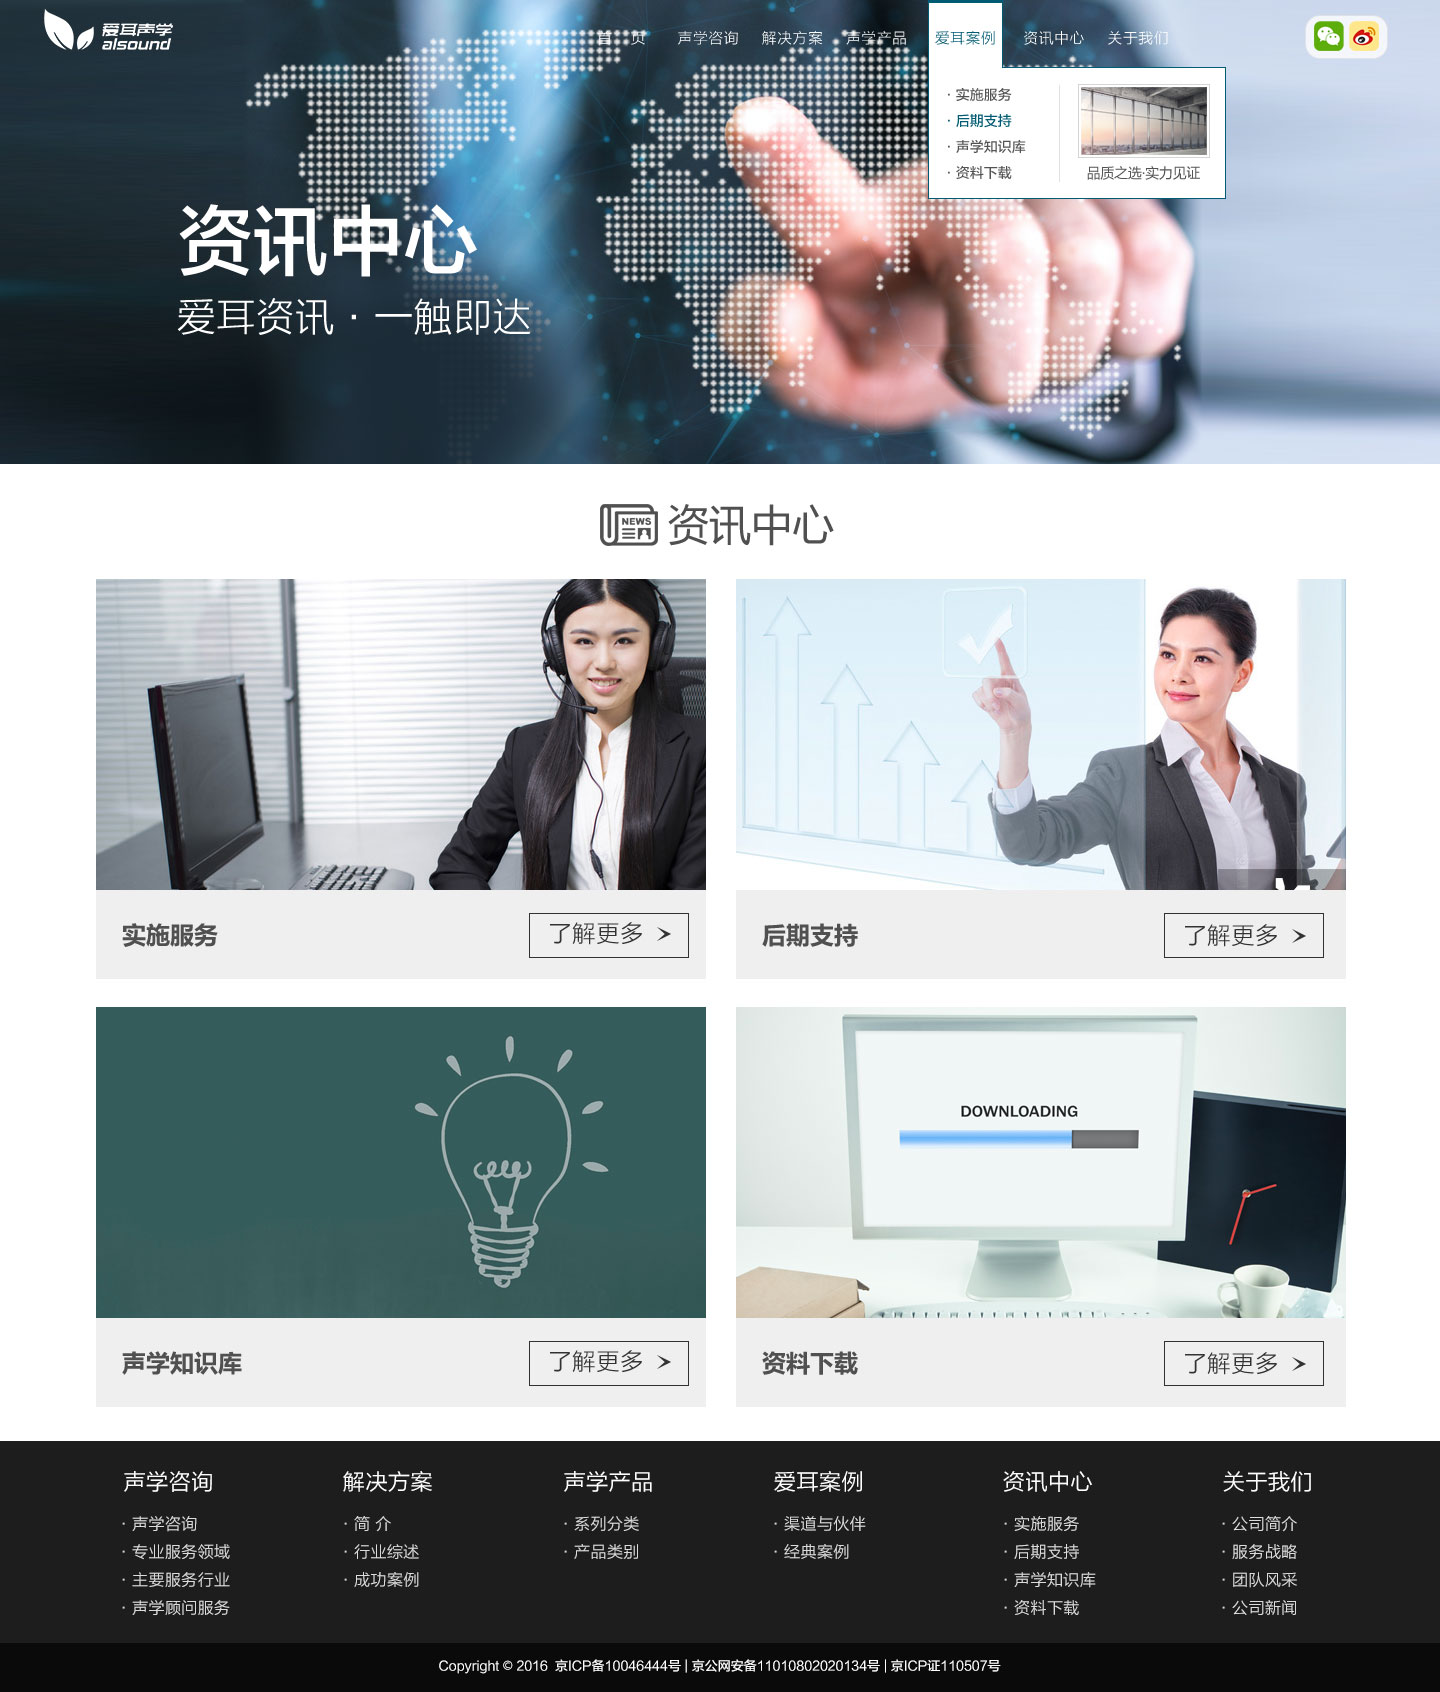 爱耳声学
alsound
首 页 声学咨询 解决方案 声学产品 爱耳案例 资讯中心 关于我们
· 实施服务
· 后期支持
· 声学知识库
· 资料下载
品质之选·实力见证
资讯中心
爱耳资讯 · 一触即达
NEWS
资讯中心
实施服务
了解更多 >
后期支持
了解更多 >
DOWNLOADING
声学知识库
了解更多 >
资料下载
了解更多 >
声学咨询
· 声学咨询
· 专业服务领域
· 主要服务行业
· 声学顾问服务
解决方案
· 简 介
· 行业综述
· 成功案例
声学产品
· 系列分类
· 产品类别
爱耳案例
· 渠道与伙伴
· 经典案例
资讯中心
· 实施服务
· 后期支持
· 声学知识库
· 资料下载
关于我们
· 公司简介
· 服务战略
· 团队风采
· 公司新闻
Copyright © 2016 京ICP备10046444号 | 京公网安备11010802020134号 | 京ICP证110507号